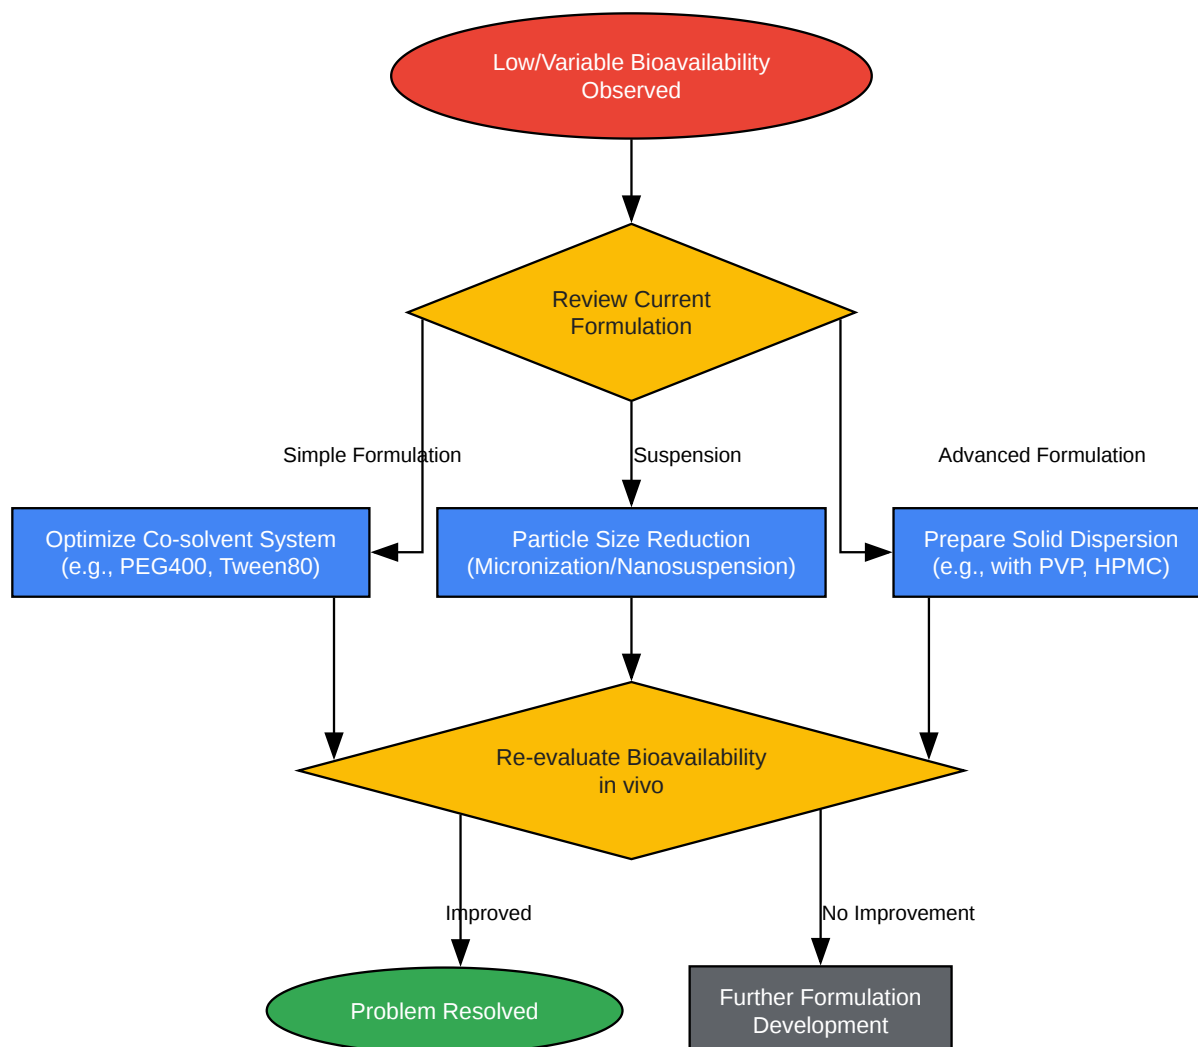 Low/Variable Bioavailability
Observed
Review Current
Formulation
Simple Formulation
Suspension
Advanced Formulation
Optimize Co-solvent System
(e.g., PEG400, Tween80)
Particle Size Reduction
(Micronization/Nanosuspension)
Prepare Solid Dispersion
(e.g., with PVP, HPMC)
Re-evaluate Bioavailability
in vivo
Improved
No Improvement
Problem Resolved
Further Formulation
Development